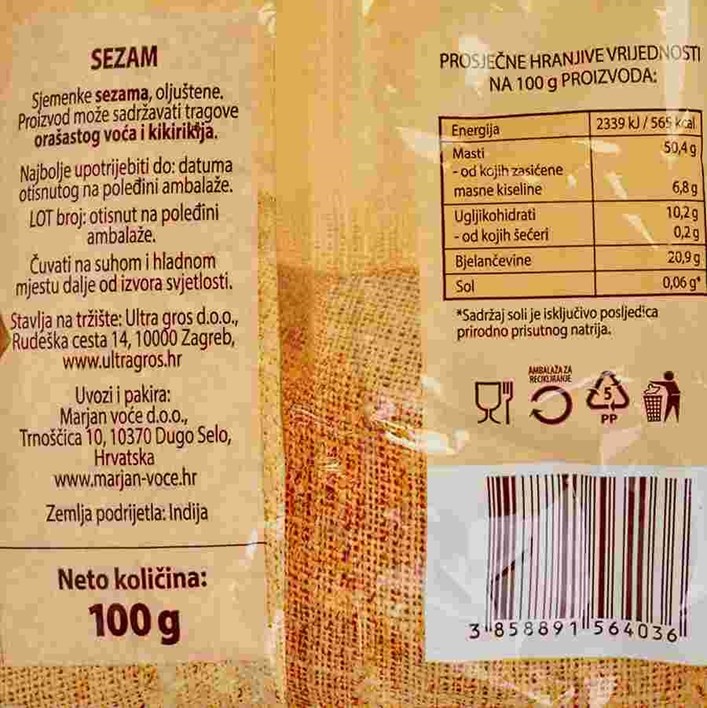 SEZAM
Sjemenke sezama, oljuštene.
Proizvod može sadržavati tragove
orašastog voća i kikirikija.
Najbolje upotrijebiti do: datuma
otisnutog na poleđini ambalaže.
LOT broj: otisnut na poleđini
ambalaže.
Čuvati na suhom i hladnom
mjestu dalje od izvora svjetlosti.
Stavlja na tržište: Ultra gros d.o.o.,
Rudeška cesta 14, 10000 Zagreb,
www.ultragros.hr
Uvozi i pakira:
Marjan voće d.o.o.,
Trnoščica 10, 10370 Dugo Selo,
Hrvatska
www.marjan-voce.hr
Zemlja podrijetla: Indija
Neto količina:
100 g
PROSJEČNE HRANJIVE VRIJEDNOSTI
NA 100 g PROIZVODA:
Energija 2339 kJ / 565 kcal
Masti 50,4 g
- od kojih zasićene
masne kiseline 6,8 g
Ugljikohidrati 10,2 g
- od kojih šećeri 0,2 g
Bjelančevine 20,9 g
Sol 0,06 g*
*Sadržaj soli je isključivo posljedica
prirodno prisutnog natrija.
AMBALAŽA ZA
RECIKLIRANJE
5
PP
3 858891 564036